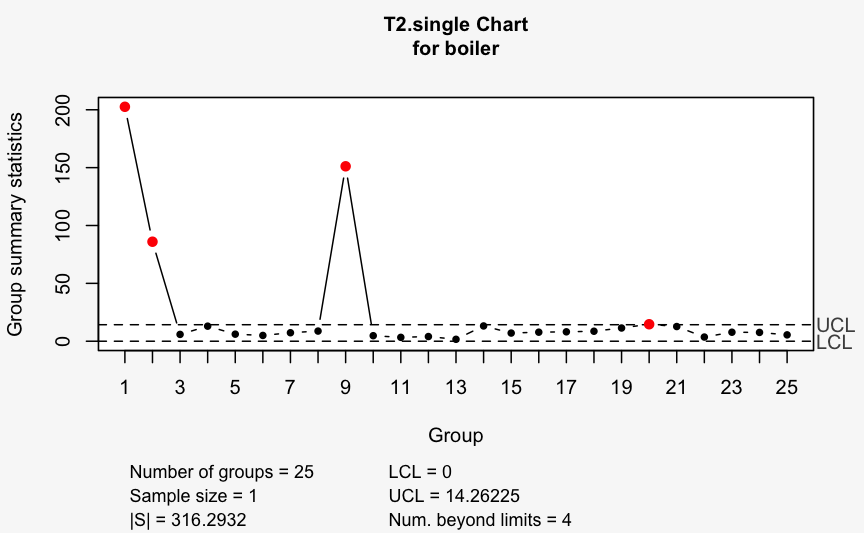 T2.single Chart
for boiler
Group summary statistics
200
150
100
50
0
UCL
LCL
1 3 5 7 9 11 13 15 17 19 21 23 25
Group
Number of groups = 25
Sample size = 1
|S| = 316.2932
LCL = 0
UCL = 14.26225
Num. beyond limits = 4